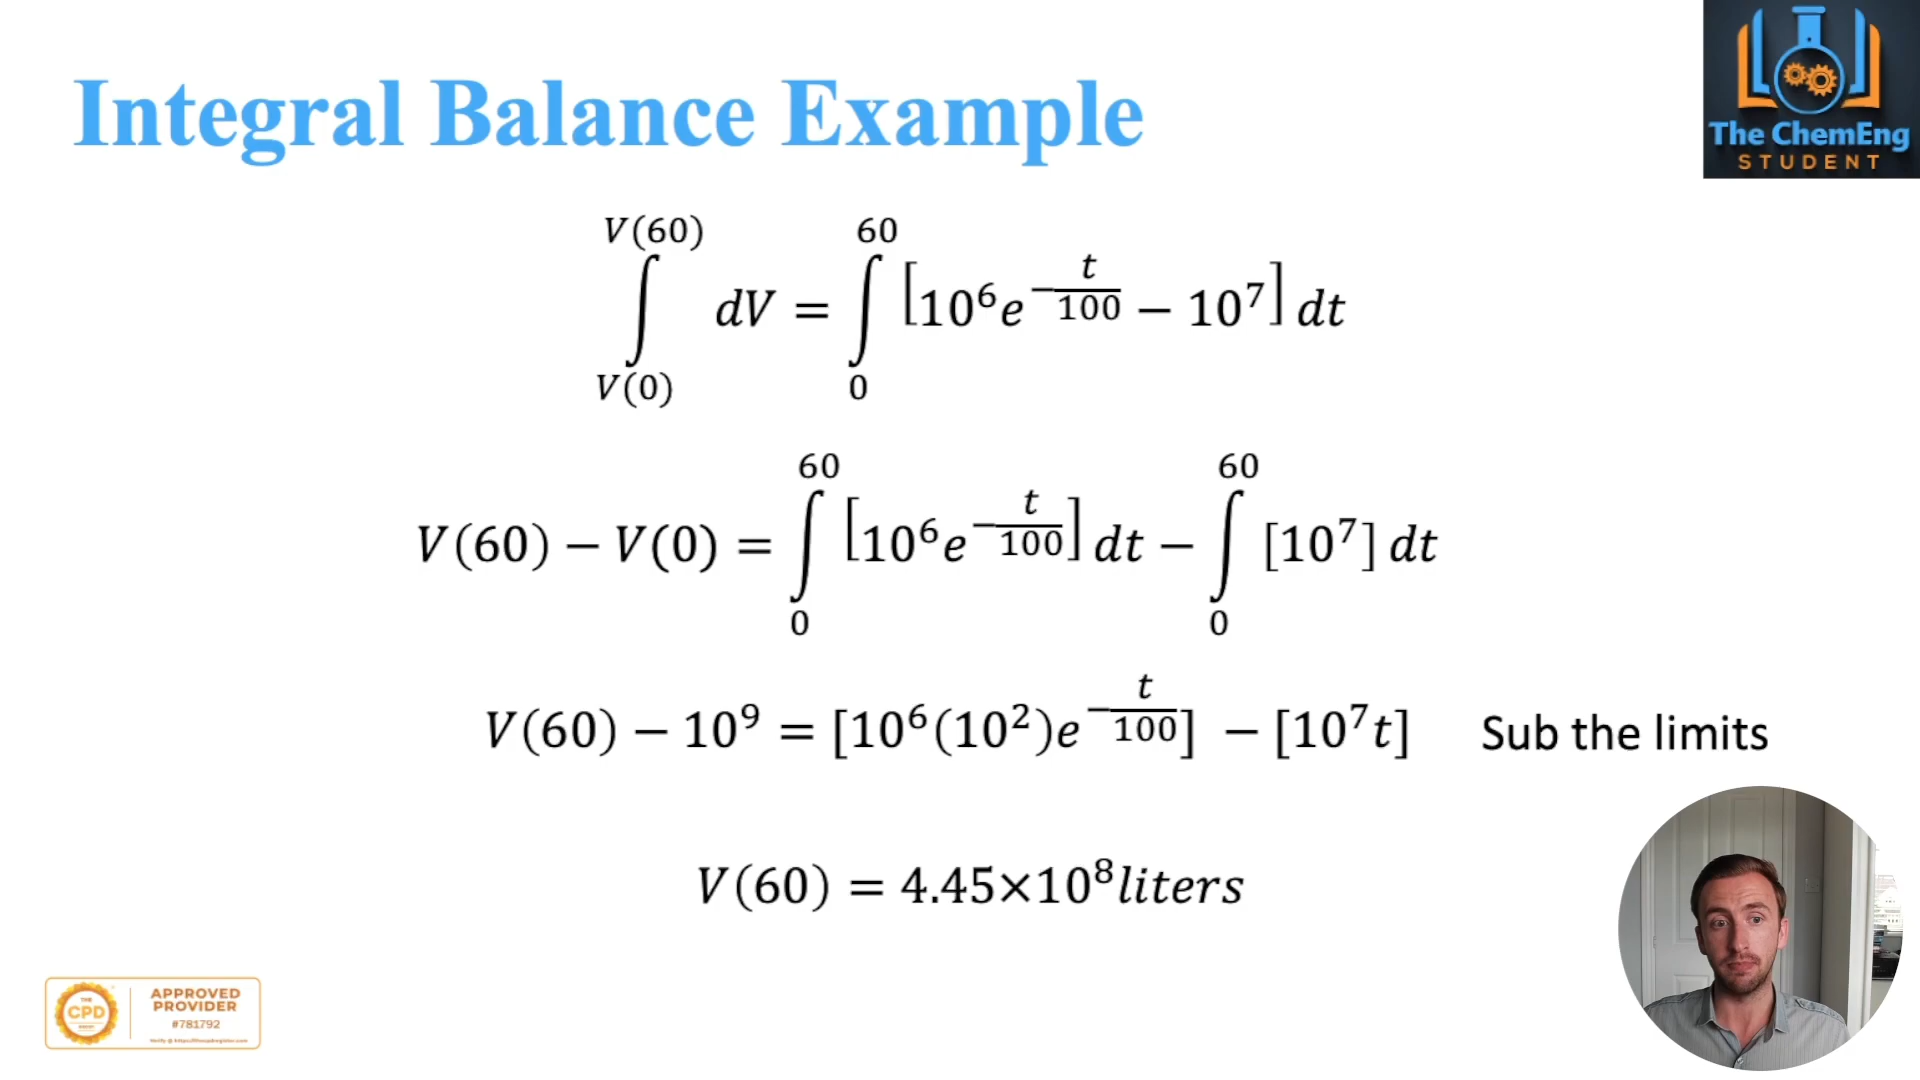 Integral Balance Example
The ChemEng
STUDENT
∫_{V(0)}^{V(60)} dV = ∫_{0}^{60} [10⁶e^{−t/100} − 10⁷] dt
V(60) − V(0) = ∫_{0}^{60} [10⁶e^{−t/100}] dt − ∫_{0}^{60} [10⁷] dt
V(60) − 10⁹ = [10⁶(10²)e^{−t/100}] − [10⁷t] Sub the limits
V(60) = 4.45×10⁸liters
THE
CPD
APPROVED
PROVIDER
#781792